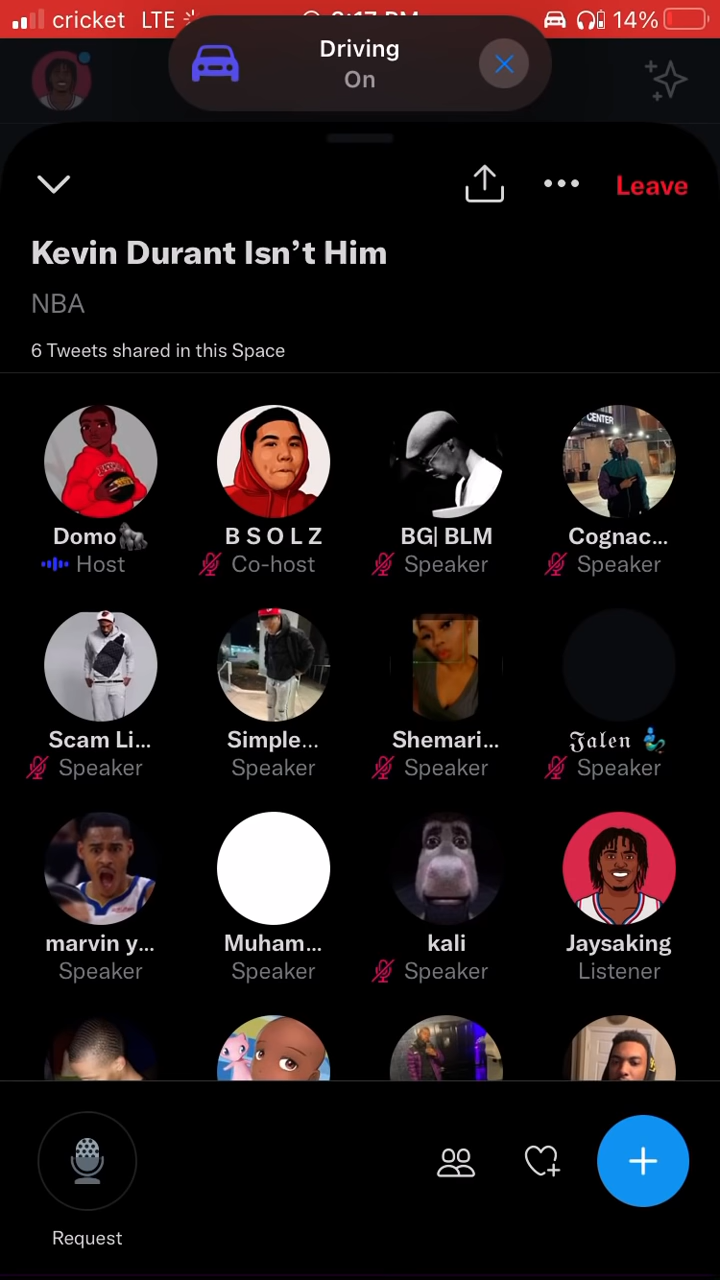 cricket LTE 14%
Driving
On
Leave
Kevin Durant Isn't Him
NBA
6 Tweets shared in this Space
CENTER
Domo🦍 B S O L Z BG| BLM Cognac...
Host Co-host Speaker Speaker
Scam Li... Simple... Shemari... 𝕵𝖆𝖑𝖊𝖓 🧞‍♂️
Speaker Speaker Speaker Speaker
marvin y... Muham... kali Jaysaking
Speaker Speaker Speaker Listener
Request